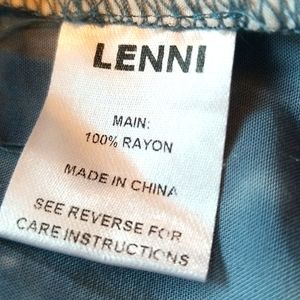 LENNI
MAIN:
100% RAYON
MADE IN CHINA
SEE REVERSE FOR
CARE INSTRUCTIONS